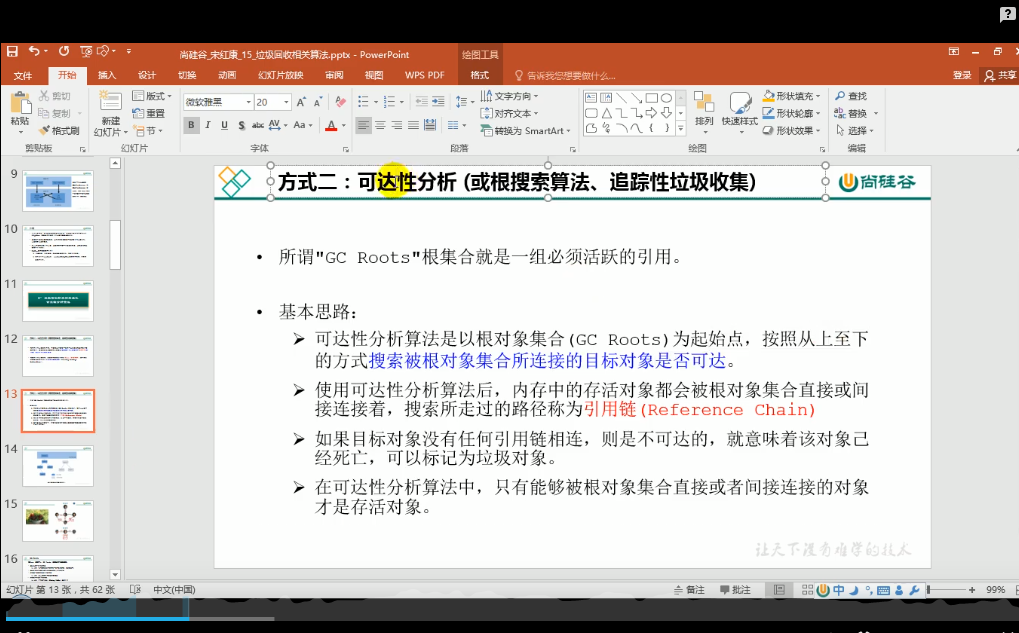 尚硅谷_宋红康_15_垃圾回收相关算法.pptx - PowerPoint
绘图工具
文件 开始 插入 设计 切换 动画 幻灯片放映 审阅 视图 WPS PDF 格式 告诉我您想要做什么... 登录 共享
粘贴 剪切 复制 格式刷 剪贴板
新建 幻灯片 版式 重置 节 幻灯片
微软雅黑 20 B I U S abc AV Aa A 字体
文字方向 对齐文本 转换为 SmartArt 段落
排列 快速样式 形状填充 形状轮廓 形状效果 绘图
查找 替换 选择 编辑
9
10
11
12
13
14
15
16
方式二：可达性分析 (或根搜索算法、追踪性垃圾收集)
尚硅谷
• 所谓"GC Roots"根集合就是一组必须活跃的引用。
• 基本思路：
➢ 可达性分析算法是以根对象集合(GC Roots)为起始点，按照从上至下
的方式搜索被根对象集合所连接的目标对象是否可达。
➢ 使用可达性分析算法后，内存中的存活对象都会被根对象集合直接或间
接连接着，搜索所走过的路径称为引用链(Reference Chain)
➢ 如果目标对象没有任何引用链相连，则是不可达的，就意味着该对象己
经死亡，可以标记为垃圾对象。
➢ 在可达性分析算法中，只有能够被根对象集合直接或者间接连接的对象
才是存活对象。
让天下没有难学的技术
幻灯片 第 13 张，共 62 张 中文(中国) 备注 批注 中 99%